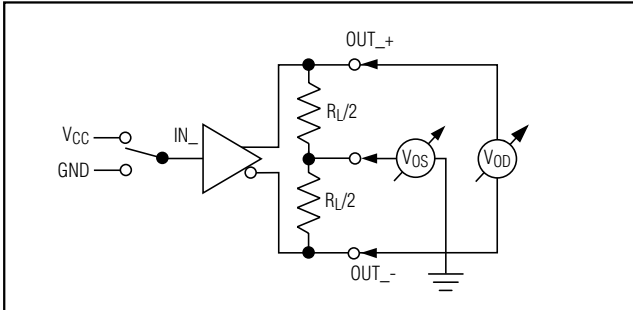 OUT_+
VCC
IN_
RL/2
GND
VOS
VOD
RL/2
OUT_-